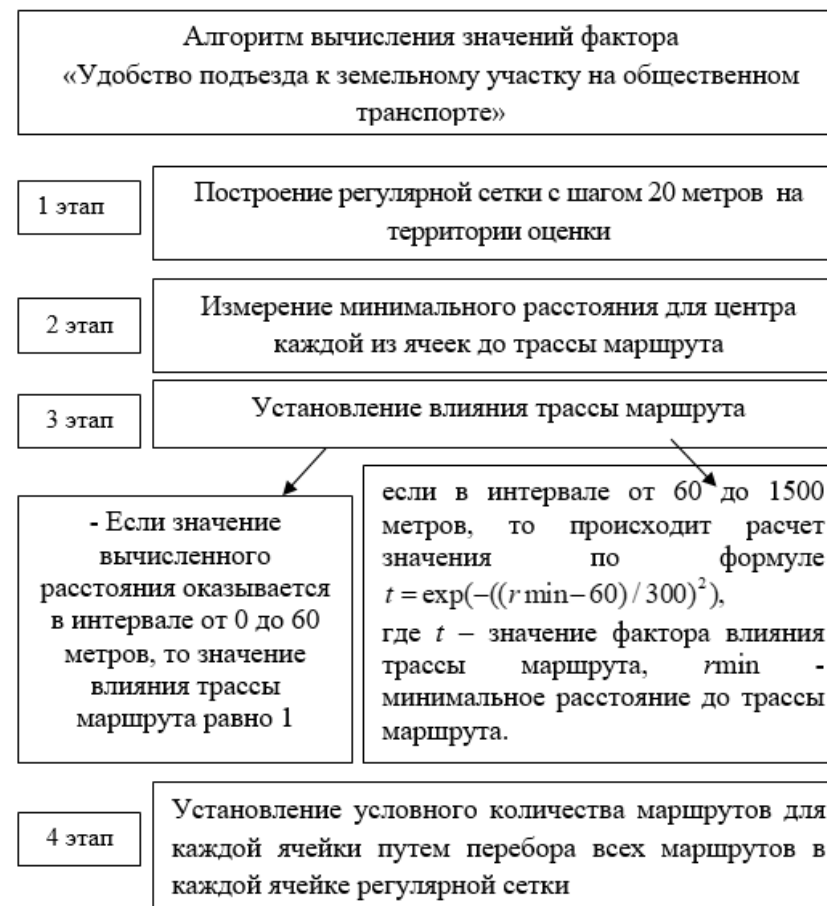 Алгоритм вычисления значений фактора
«Удобство подъезда к земельному участку на общественном
транспорте»
1 этап
Построение регулярной сетки с шагом 20 метров на
территории оценки
2 этап
Измерение минимального расстояния для центра
каждой из ячеек до трассы маршрута
3 этап
Установление влияния трассы маршрута
- Если значение
вычисленного
расстояния оказывается
в интервале от 0 до 60
метров, то значение
влияния трассы
маршрута равно 1
если в интервале от 60 до 1500
метров, то происходит расчет
значения по формуле
t = exp(−((r min− 60) / 300)²),
где t – значение фактора влияния
трассы маршрута, rmin -
минимальное расстояние до трассы
маршрута.
4 этап
Установление условного количества маршрутов для
каждой ячейки путем перебора всех маршрутов в
каждой ячейке регулярной сетки